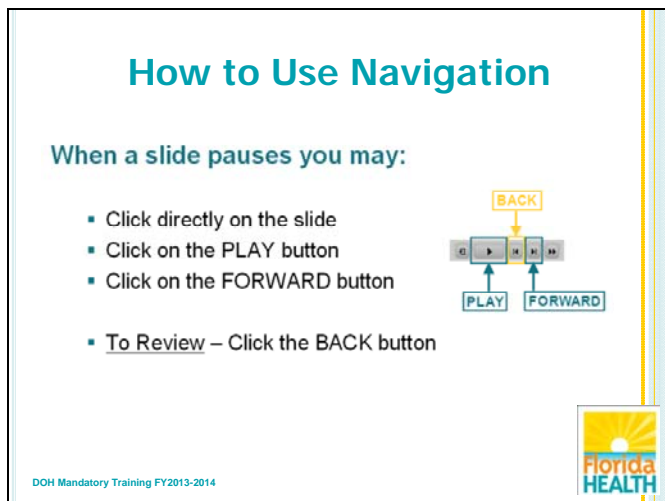 How to Use Navigation
When a slide pauses you may:
▪ Click directly on the slide
▪ Click on the PLAY button
▪ Click on the FORWARD button
▪ To Review – Click the BACK button
BACK
PLAY
FORWARD
DOH Mandatory Training FY2013-2014
Florida
HEALTH